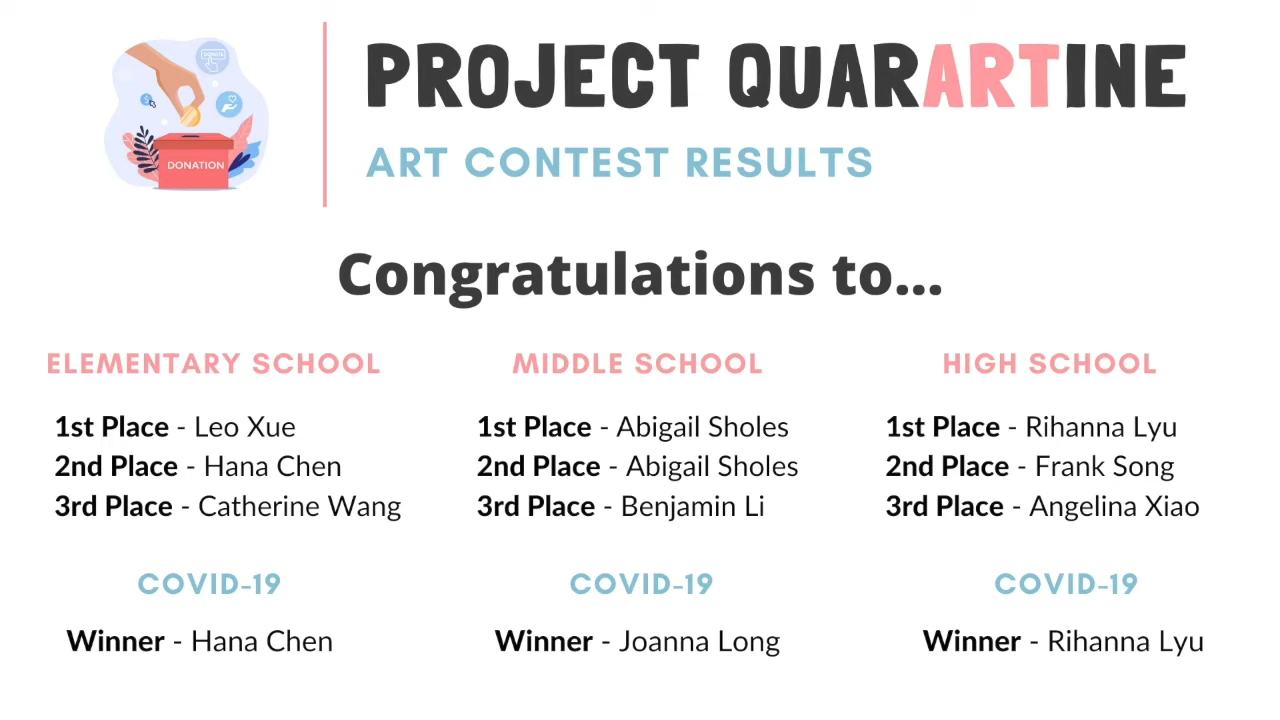 DONATE
DONATION
PROJECT QUARARTINE
ART CONTEST RESULTS
Congratulations to...
ELEMENTARY SCHOOL
1st Place - Leo Xue
2nd Place - Hana Chen
3rd Place - Catherine Wang
COVID-19
Winner - Hana Chen
MIDDLE SCHOOL
1st Place - Abigail Sholes
2nd Place - Abigail Sholes
3rd Place - Benjamin Li
COVID-19
Winner - Joanna Long
HIGH SCHOOL
1st Place - Rihanna Lyu
2nd Place - Frank Song
3rd Place - Angelina Xiao
COVID-19
Winner - Rihanna Lyu